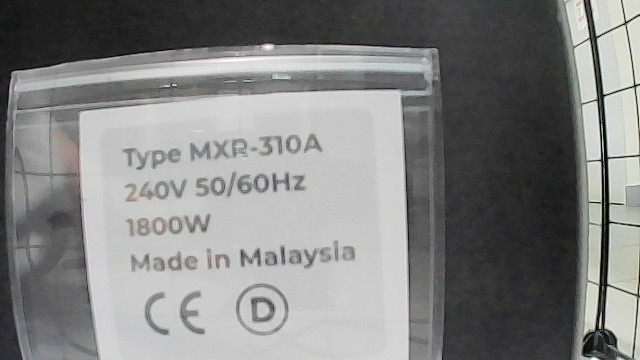 Type MXR-310A
240V 50/60Hz
1800W
Made in Malaysia
CE D